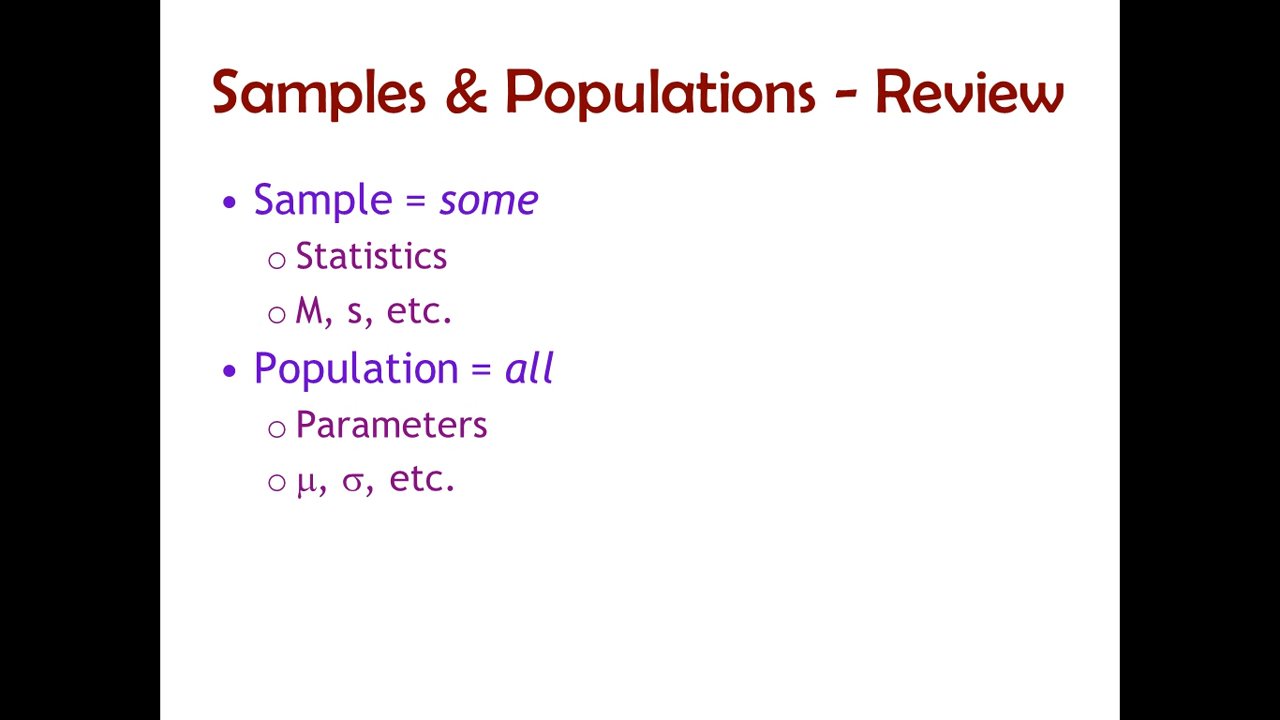 Samples & Populations - Review
• Sample = some
o Statistics
o M, s, etc.
• Population = all
o Parameters
o μ, σ, etc.